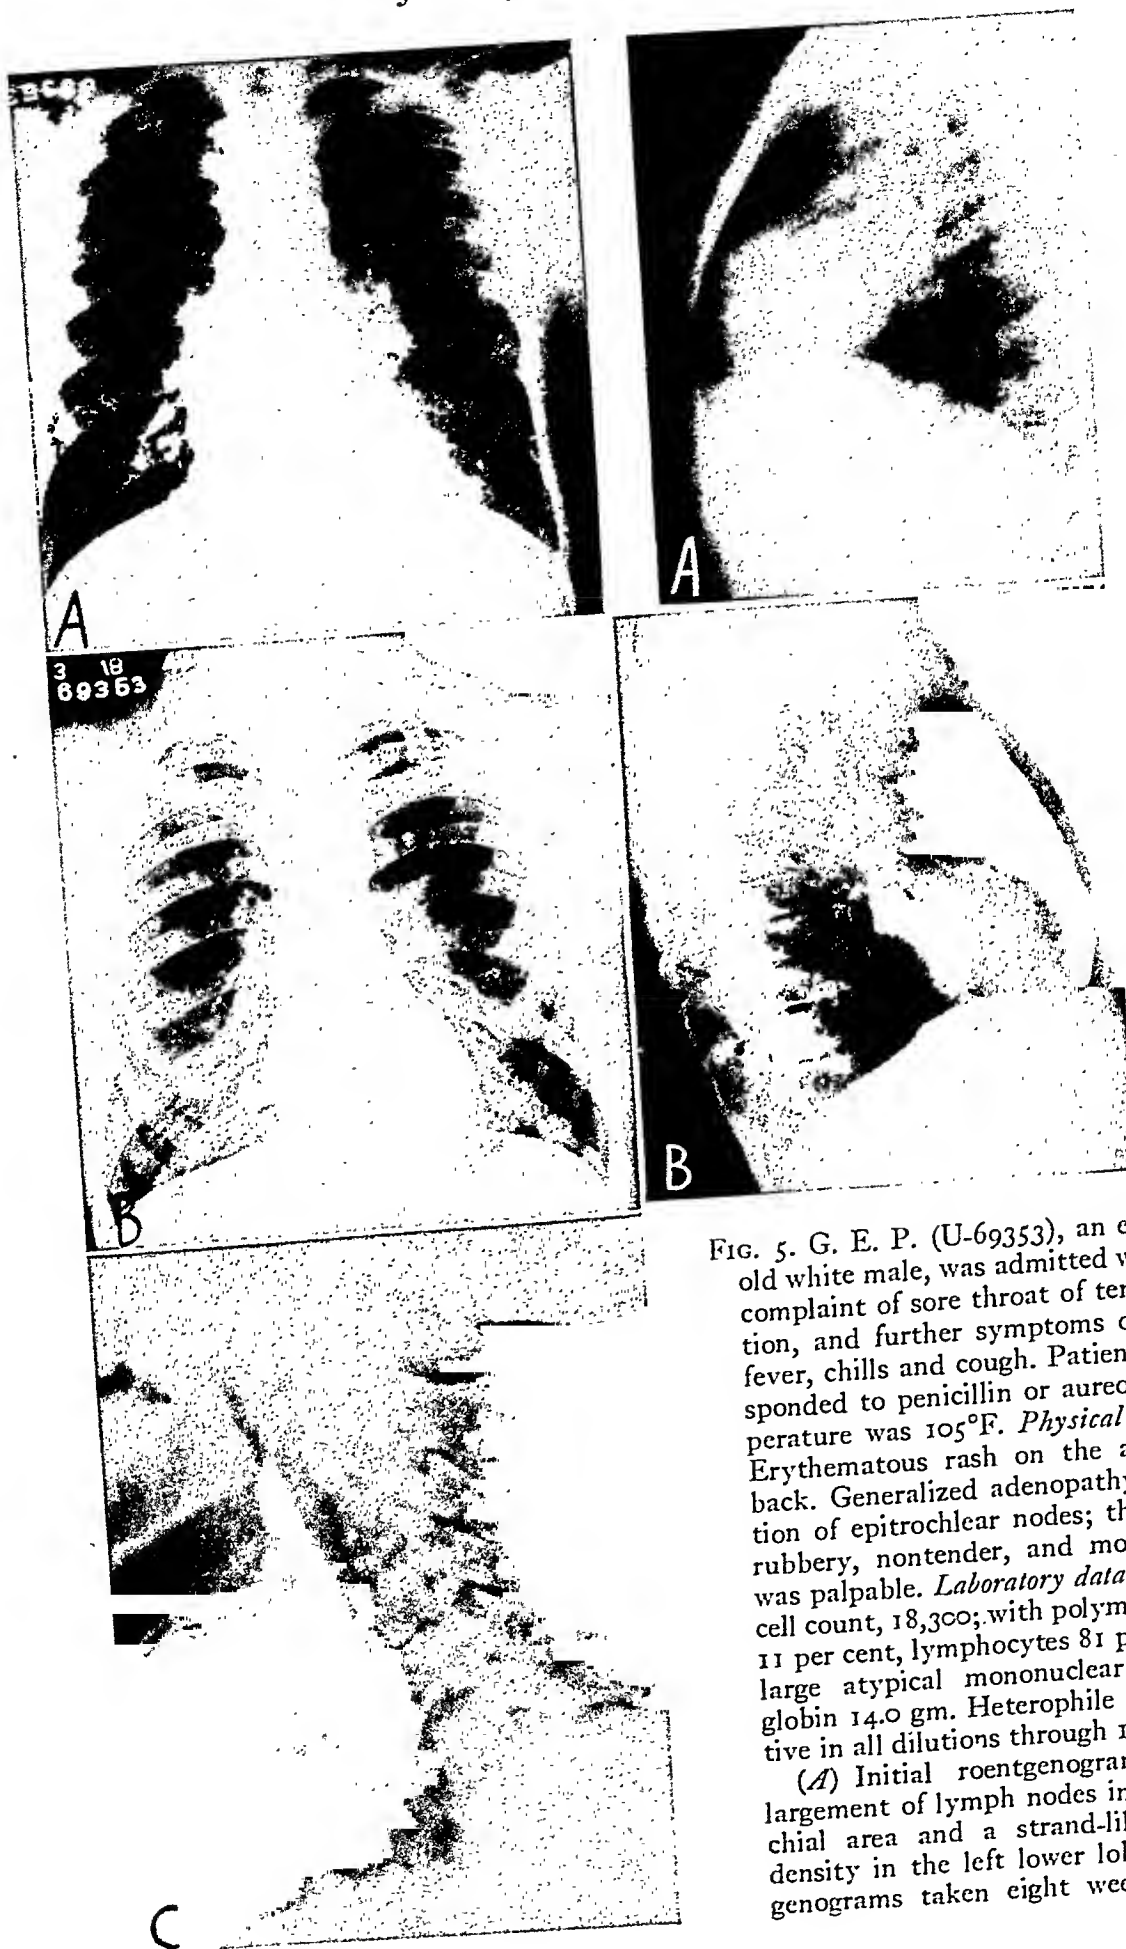 A
A
3 18
69353
B
B
C
FIG. 5. G. E. P. (U-69353), an e
old white male, was admitted w
complaint of sore throat of ten
tion, and further symptoms o
fever, chills and cough. Patien
sponded to penicillin or aureo
perature was 105°F. Physical
Erythematous rash on the a
back. Generalized adenopathy
tion of epitrochlear nodes; th
rubbery, nontender, and mo
was palpable. Laboratory data
cell count, 18,300; with polym
11 per cent, lymphocytes 81 p
large atypical mononuclear
globin 14.0 gm. Heterophile
tive in all dilutions through 1
(A) Initial roentgenogram
largement of lymph nodes in
chial area and a strand-lik
density in the left lower lob
genograms taken eight wee